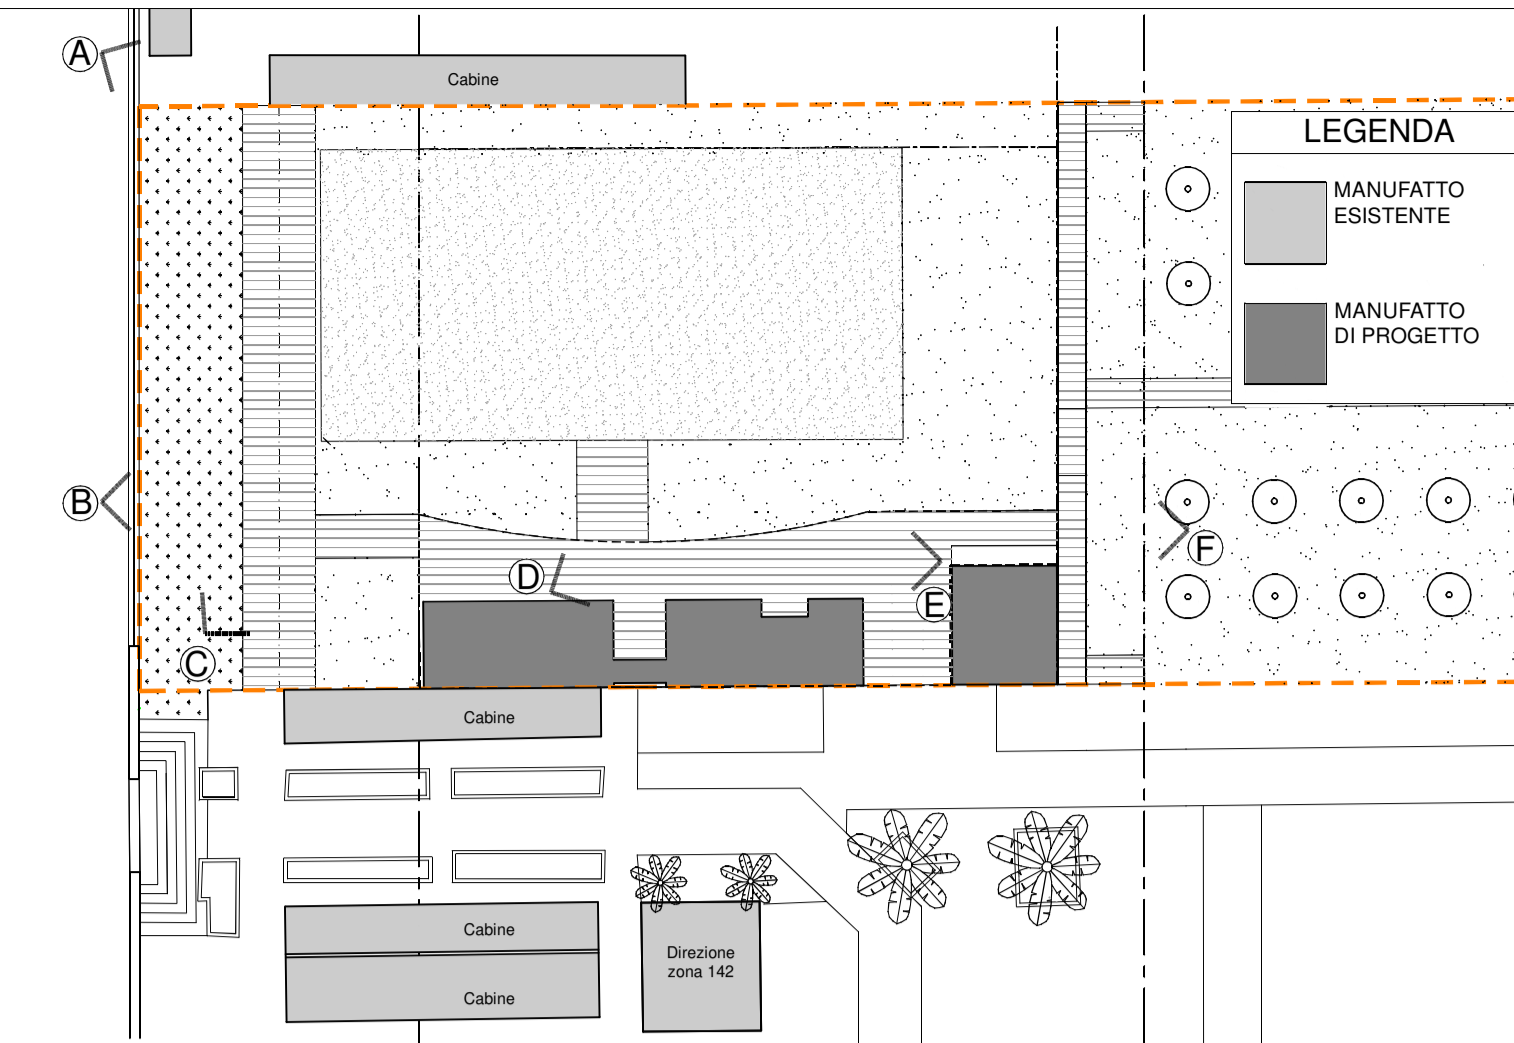 A
Cabine
LEGENDA
MANUFATTO
ESISTENTE
MANUFATTO
DI PROGETTO
B
F
D
E
C
Cabine
Cabine
Direzione
zona 142
Cabine